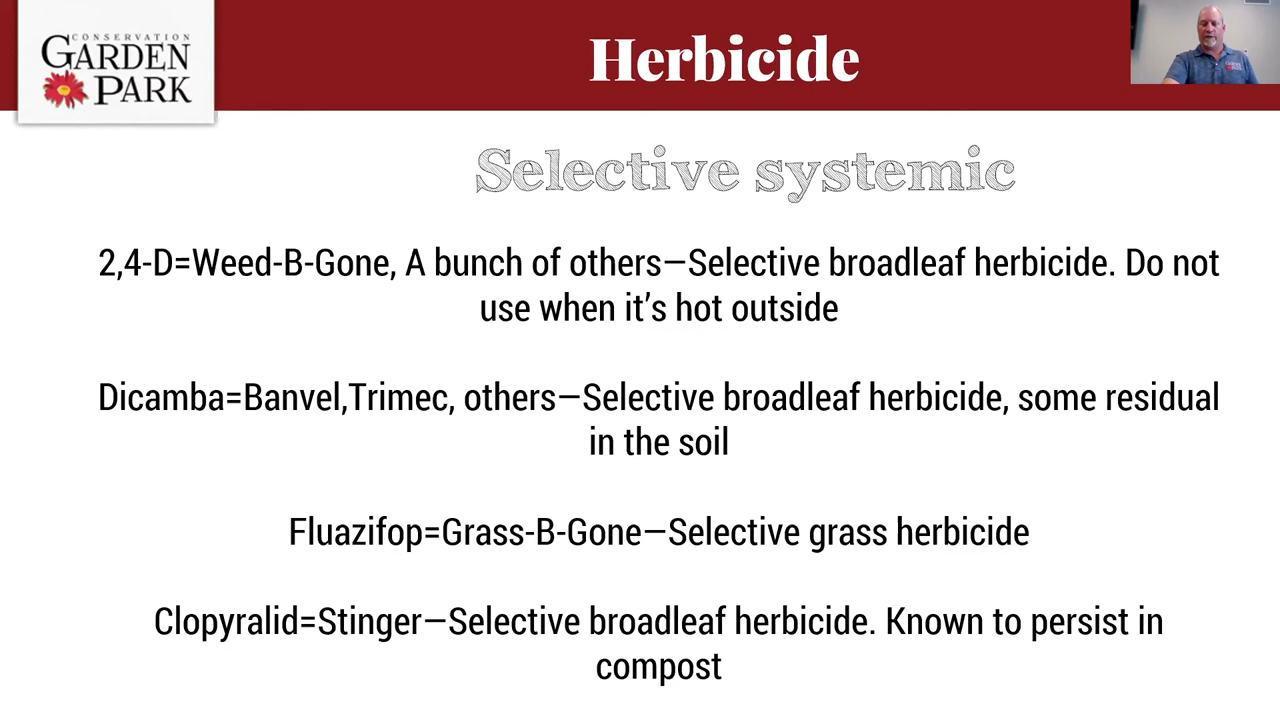 CONSERVATION
GARDEN
PARK
Herbicide
Selective systemic
2,4-D=Weed-B-Gone, A bunch of others—Selective broadleaf herbicide. Do not
use when it’s hot outside
Dicamba=Banvel,Trimec, others—Selective broadleaf herbicide, some residual
in the soil
Fluazifop=Grass-B-Gone—Selective grass herbicide
Clopyralid=Stinger—Selective broadleaf herbicide. Known to persist in
compost